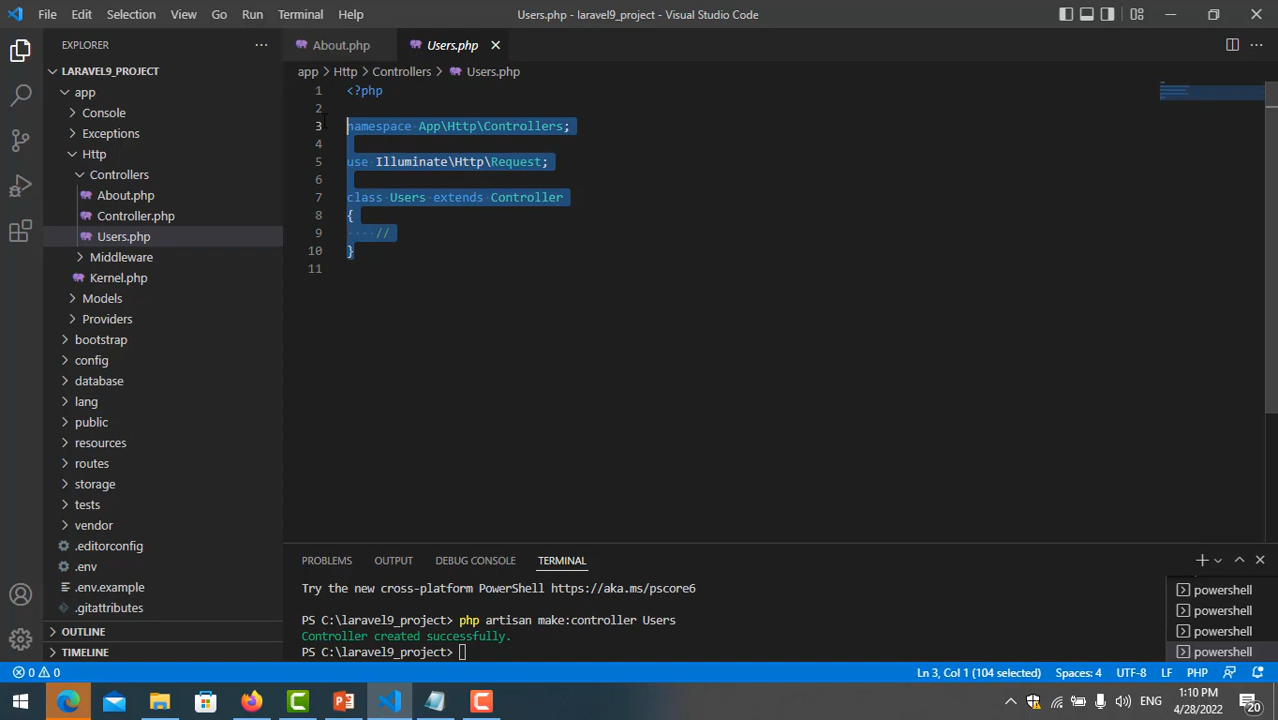 File Edit Selection View Go Run Terminal Help
Users.php - laravel9_project - Visual Studio Code
EXPLORER
About.php
Users.php
LARAVEL9_PROJECT
app > Http > Controllers > Users.php
app
Console
Exceptions
Http
Controllers
About.php
Controller.php
Users.php
Middleware
Kernel.php
Models
Providers
bootstrap
config
database
lang
public
resources
routes
storage
tests
vendor
.editorconfig
.env
.env.example
.gitattributes
OUTLINE
TIMELINE
1 <?php
2
3 namespace App\Http\Controllers;
4
5 use Illuminate\Http\Request;
6
7 class Users extends Controller
8 {
9 //
10 }
11
PROBLEMS OUTPUT DEBUG CONSOLE TERMINAL
Try the new cross-platform PowerShell https://aka.ms/pscore6
PS C:\laravel9_project> php artisan make:controller Users
Controller created successfully.
PS C:\laravel9_project>
powershell
powershell
powershell
powershell
0 0
Ln 3, Col 1 (104 selected) Spaces: 4 UTF-8 LF PHP
ENG
1:10 PM
4/28/2022
20